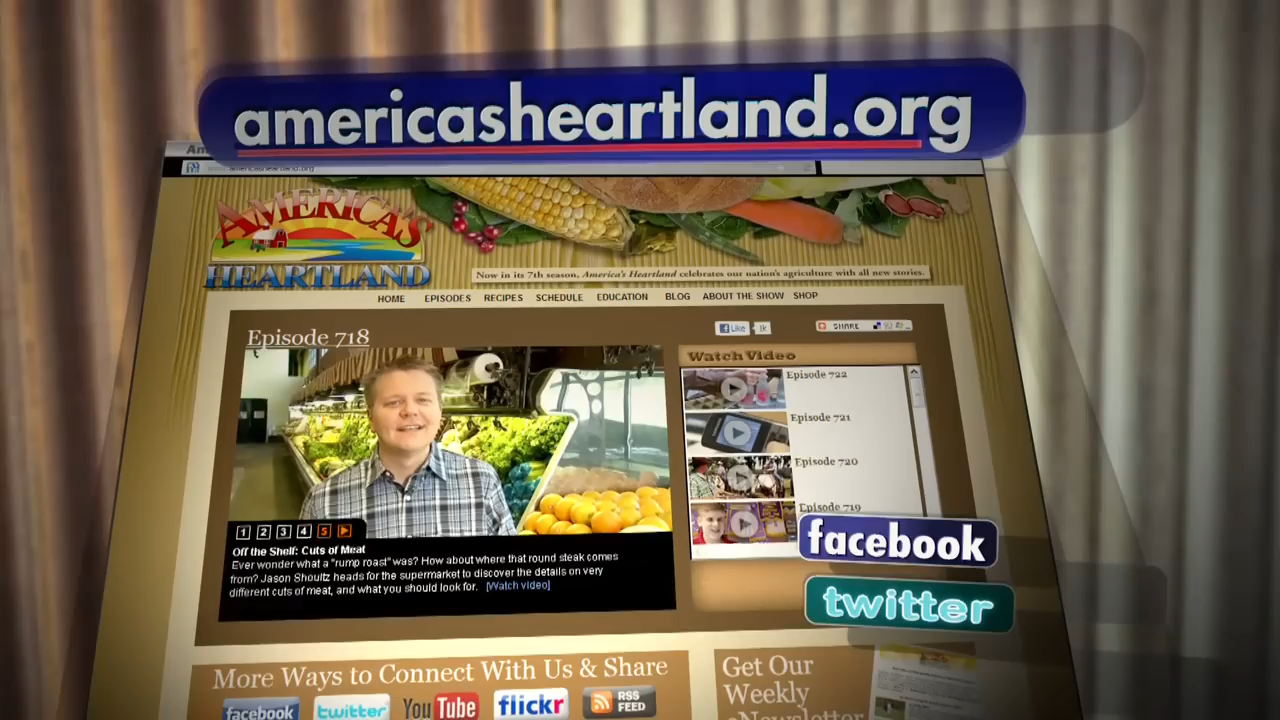 americasheartland.org
americasheartland.org
AMERICA'S
HEARTLAND
Now in its 7th season, America's Heartland celebrates our nation's agriculture with all new stories.
HOME EPISODES RECIPES SCHEDULE EDUCATION BLOG ABOUT THE SHOW SHOP
Episode 718
Like 1k
SHARE
Watch Video
Episode 722
Episode 721
Episode 720
Episode 719
1 2 3 4 5
Off the Shelf: Cuts of Meat
Ever wonder what a "rump roast" was? How about where that round steak comes
from? Jason Shoultz heads for the supermarket to discover the details on very
different cuts of meat, and what you should look for. [Watch video]
facebook
twitter
More Ways to Connect With Us & Share
facebook twitter YouTube flickr RSS
FEED
Get Our
Weekly
eNewsletter